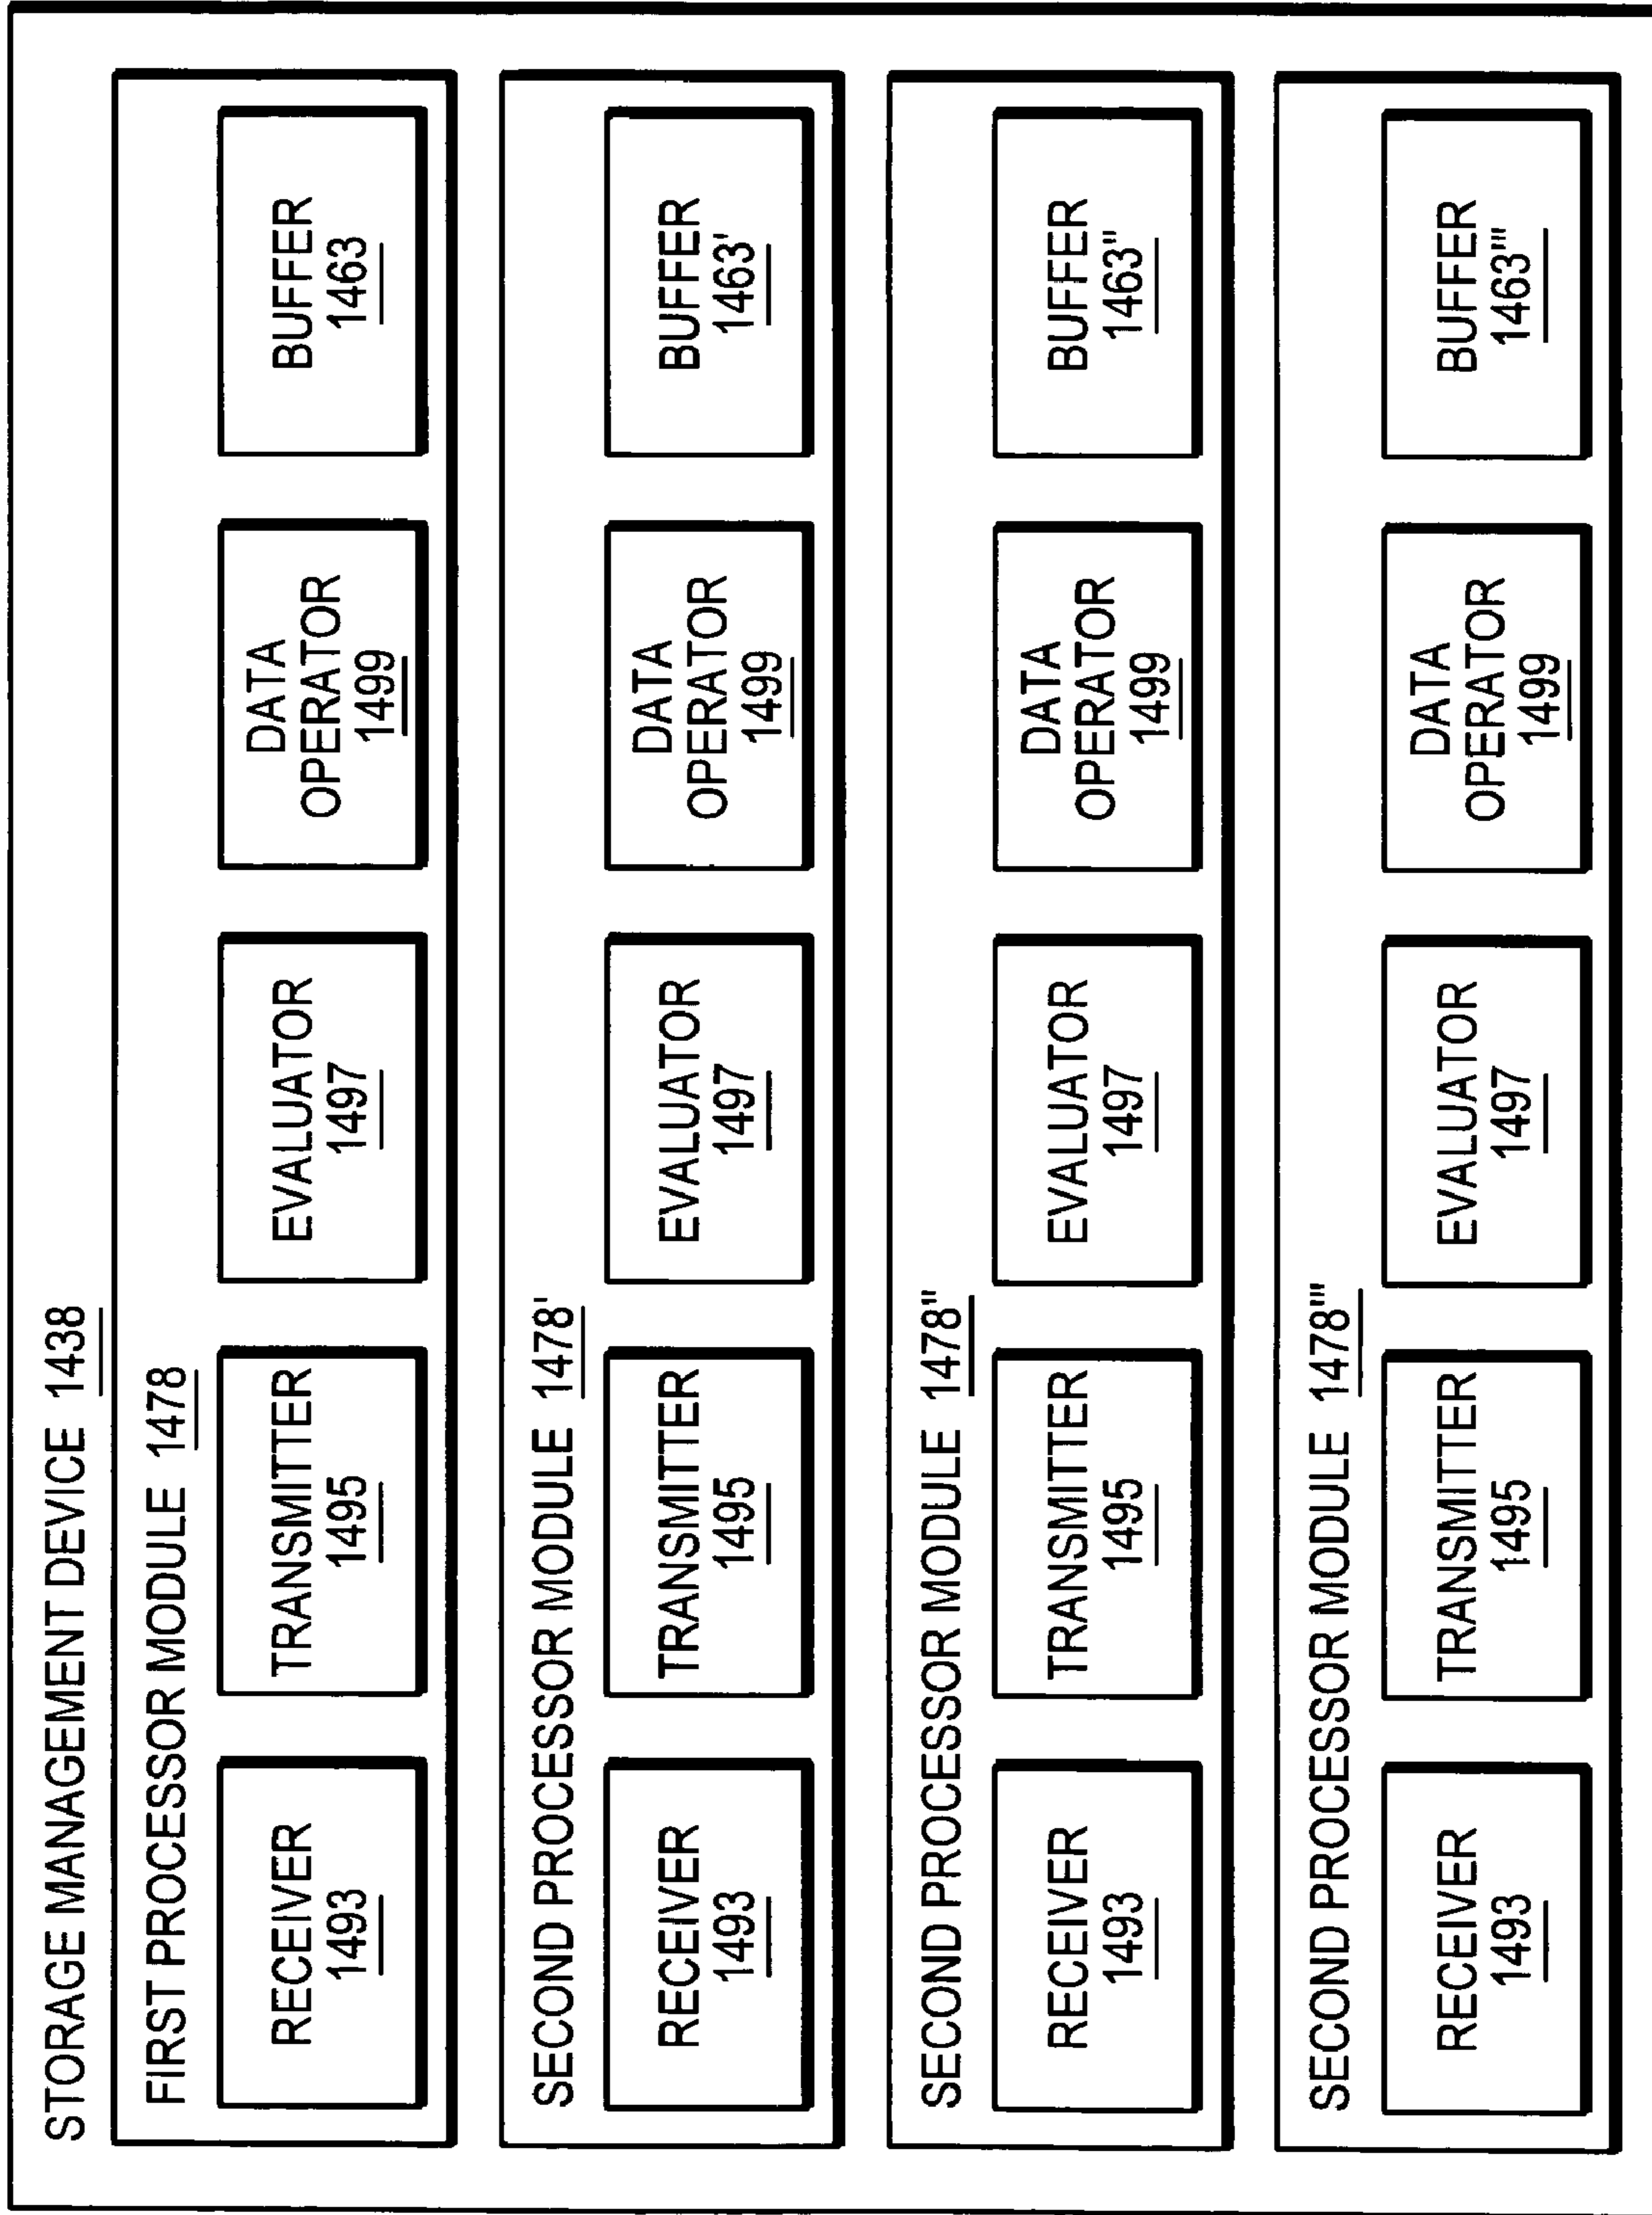 STORAGE MANAGEMENT DEVICE 1438
FIRST PROCESSOR MODULE 1478
RECEIVER
1493
TRANSMITTER
1495
EVALUATOR
1497
DATA
OPERATOR
1499
BUFFER
1463
SECOND PROCESSOR MODULE 1478'
RECEIVER
1493
TRANSMITTER
1495
EVALUATOR
1497
DATA
OPERATOR
1499
BUFFER
1463'
SECOND PROCESSOR MODULE 1478"
RECEIVER
1493
TRANSMITTER
1495
EVALUATOR
1497
DATA
OPERATOR
1499
BUFFER
1463"
SECOND PROCESSOR MODULE 1478'''
RECEIVER
1493
TRANSMITTER
1495
EVALUATOR
1497
DATA
OPERATOR
1499
BUFFER
1463'''